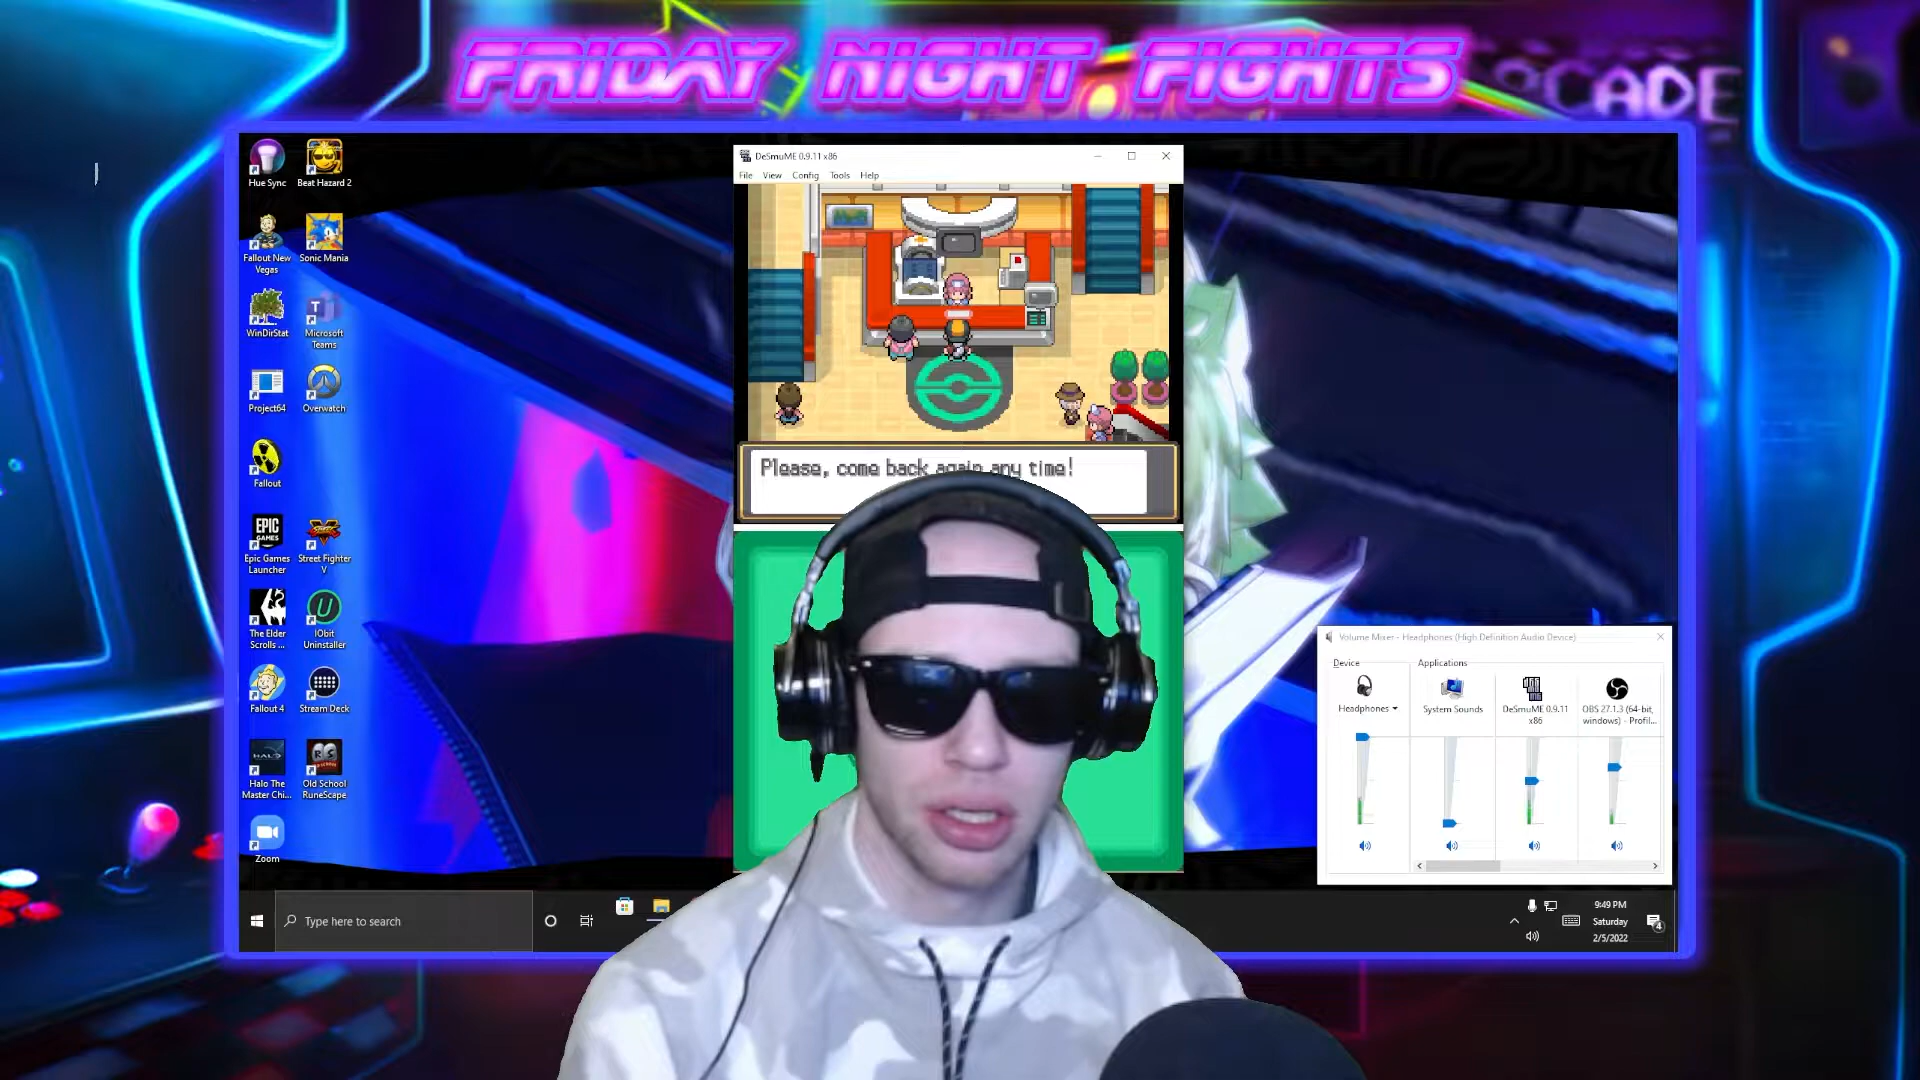 FRIDAY NIGHT FIGHTS
CADE
Hue Sync
Beat Hazard 2
DeSmuME 0.9.11 x86
File View Config Tools Help
Fallout New
Vegas
Sonic Mania
WinDirStat
Microsoft
Teams
Project64
Overwatch
Fallout
Please, come back again any time!
EPIC
GAMES
Epic Games
Launcher
Street Fighter
V
The Elder
Scrolls ...
IObit
Uninstaller
Fallout 4
Stream Deck
HALO
Halo The
Master Chi...
Old School
RuneScape
Zoom
Volume Mixer - Headphones (High Definition Audio Device)
Device
Applications
Headphones
System Sounds
DeSmuME 0.9.11
x86
OBS 27.1.3 (64-bit,
windows) - Profil...
Type here to search
9:49 PM
Saturday
2/5/2022
4